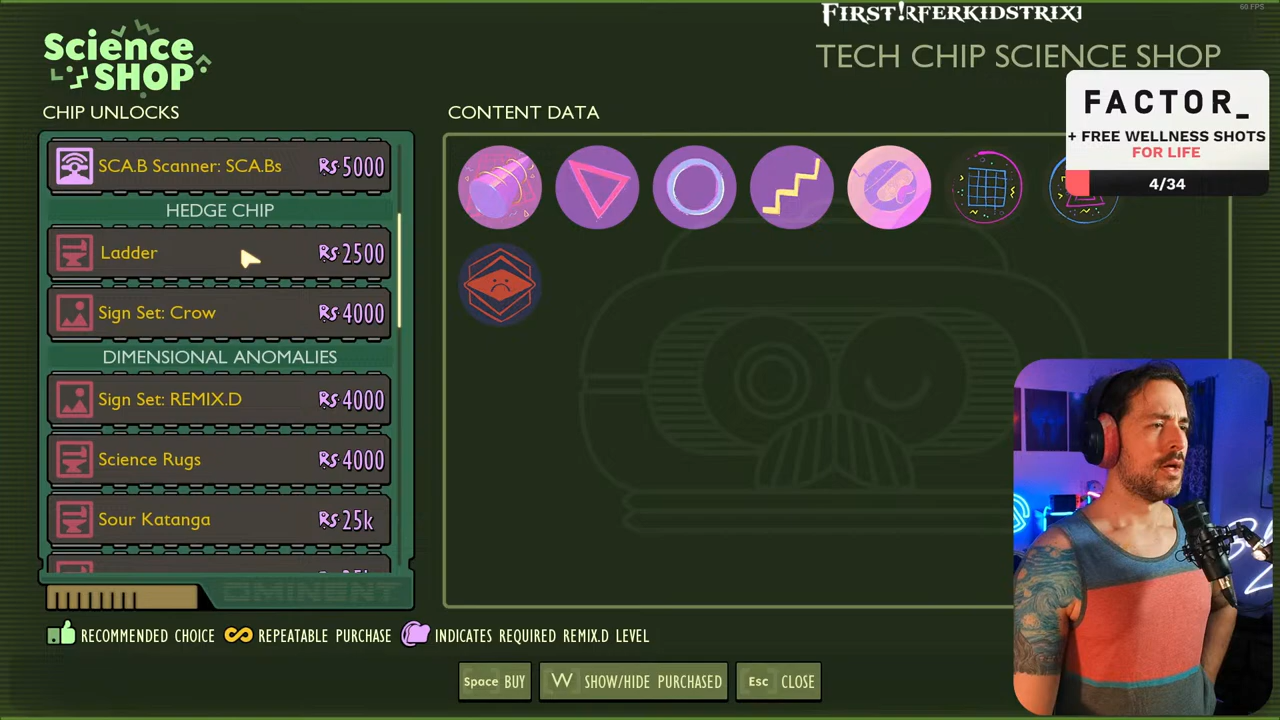 60 FPS
FIRST!RFERKIDSTRIX]
Science SHOP
TECH CHIP SCIENCE SHOP
FACTOR_
+ FREE WELLNESS SHOTS
FOR LIFE
4/34
CHIP UNLOCKS
CONTENT DATA
SCA.B Scanner: SCA.Bs RS 5000
HEDGE CHIP
Ladder RS 2500
Sign Set: Crow RS 4000
DIMENSIONAL ANOMALIES
Sign Set: REMIX.D RS 4000
Science Rugs RS 4000
Sour Katanga RS 25k
OMINENT
RECOMMENDED CHOICE REPEATABLE PURCHASE INDICATES REQUIRED REMIX.D LEVEL
Space BUY W SHOW/HIDE PURCHASED Esc CLOSE